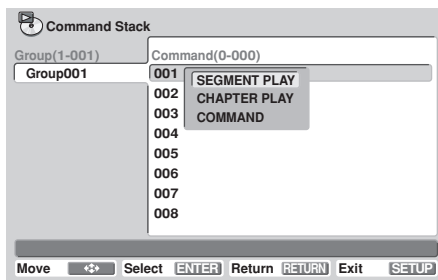 Command Stack
Group(1-001) Command(0-000)
Group001 001 SEGMENT PLAY
002 CHAPTER PLAY
003 COMMAND
004
005
006
007
008
Move Select ENTER Return RETURN Exit SETUP